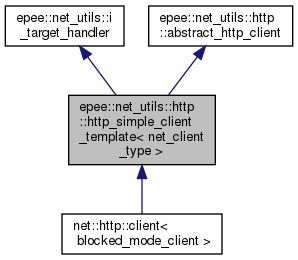 epee::net_utils::i
_target_handler
epee::net_utils::http
::abstract_http_client
epee::net_utils::http
::http_simple_client
_template< net_client
_type >
net::http::client<
blocked_mode_client >